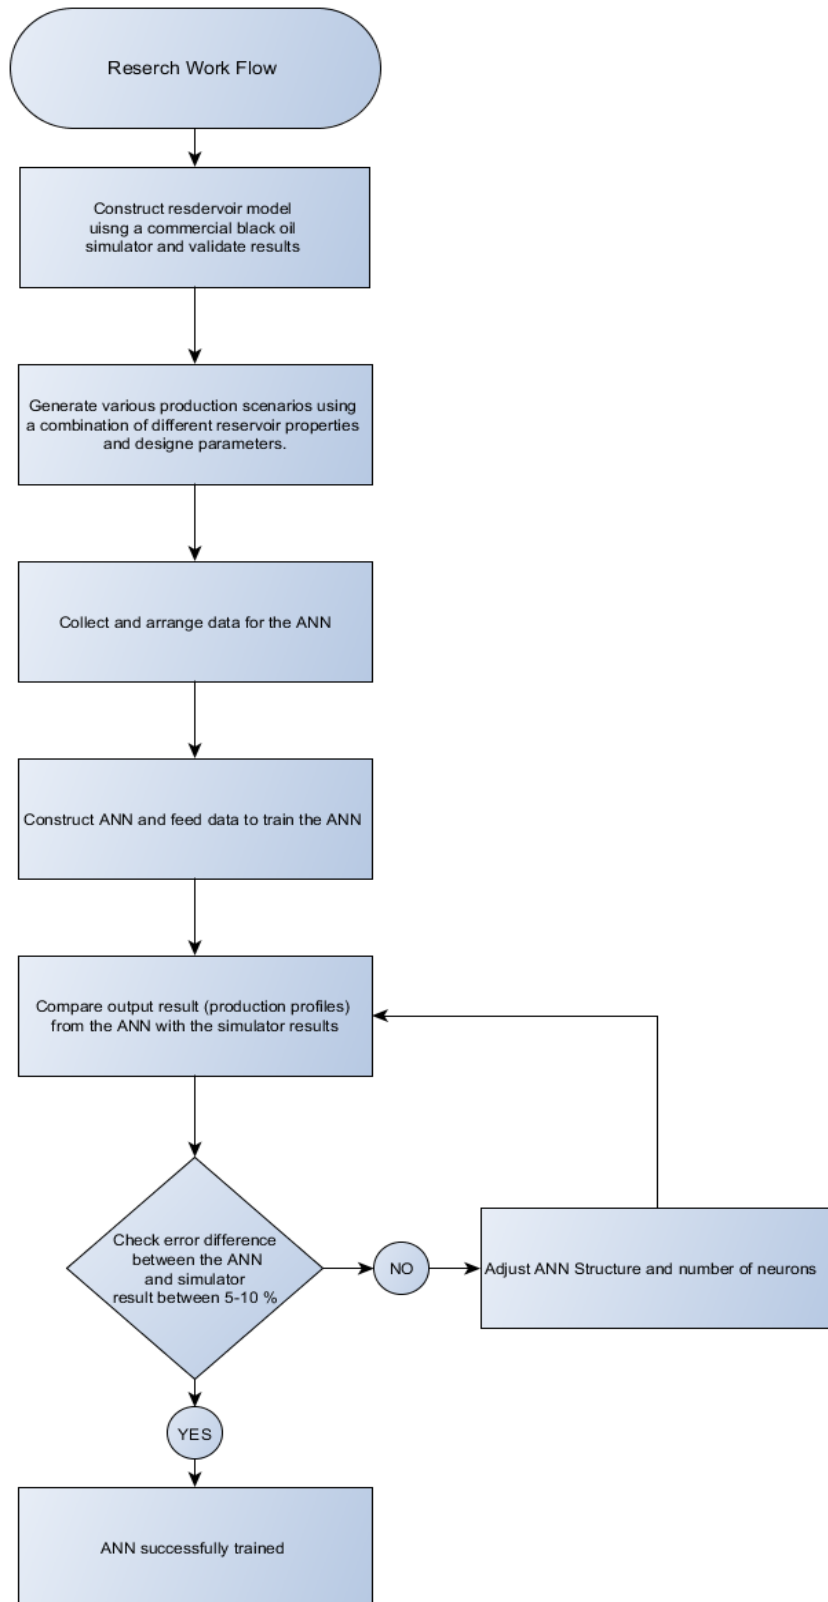 Reserch Work Flow
Construct resdervoir model
uisng a commercial black oil
simulator and validate results
Generate various production scenarios using
a combination of different reservoir properties
and designe parameters.
Collect and arrange data for the ANN
Construct ANN and feed data to train the ANN
Compare output result (production profiles)
from the ANN with the simulator results
Check error difference
between the ANN
and simulator
result between 5-10 %
NO
Adjust ANN Structure and number of neurons
YES
ANN successfully trained